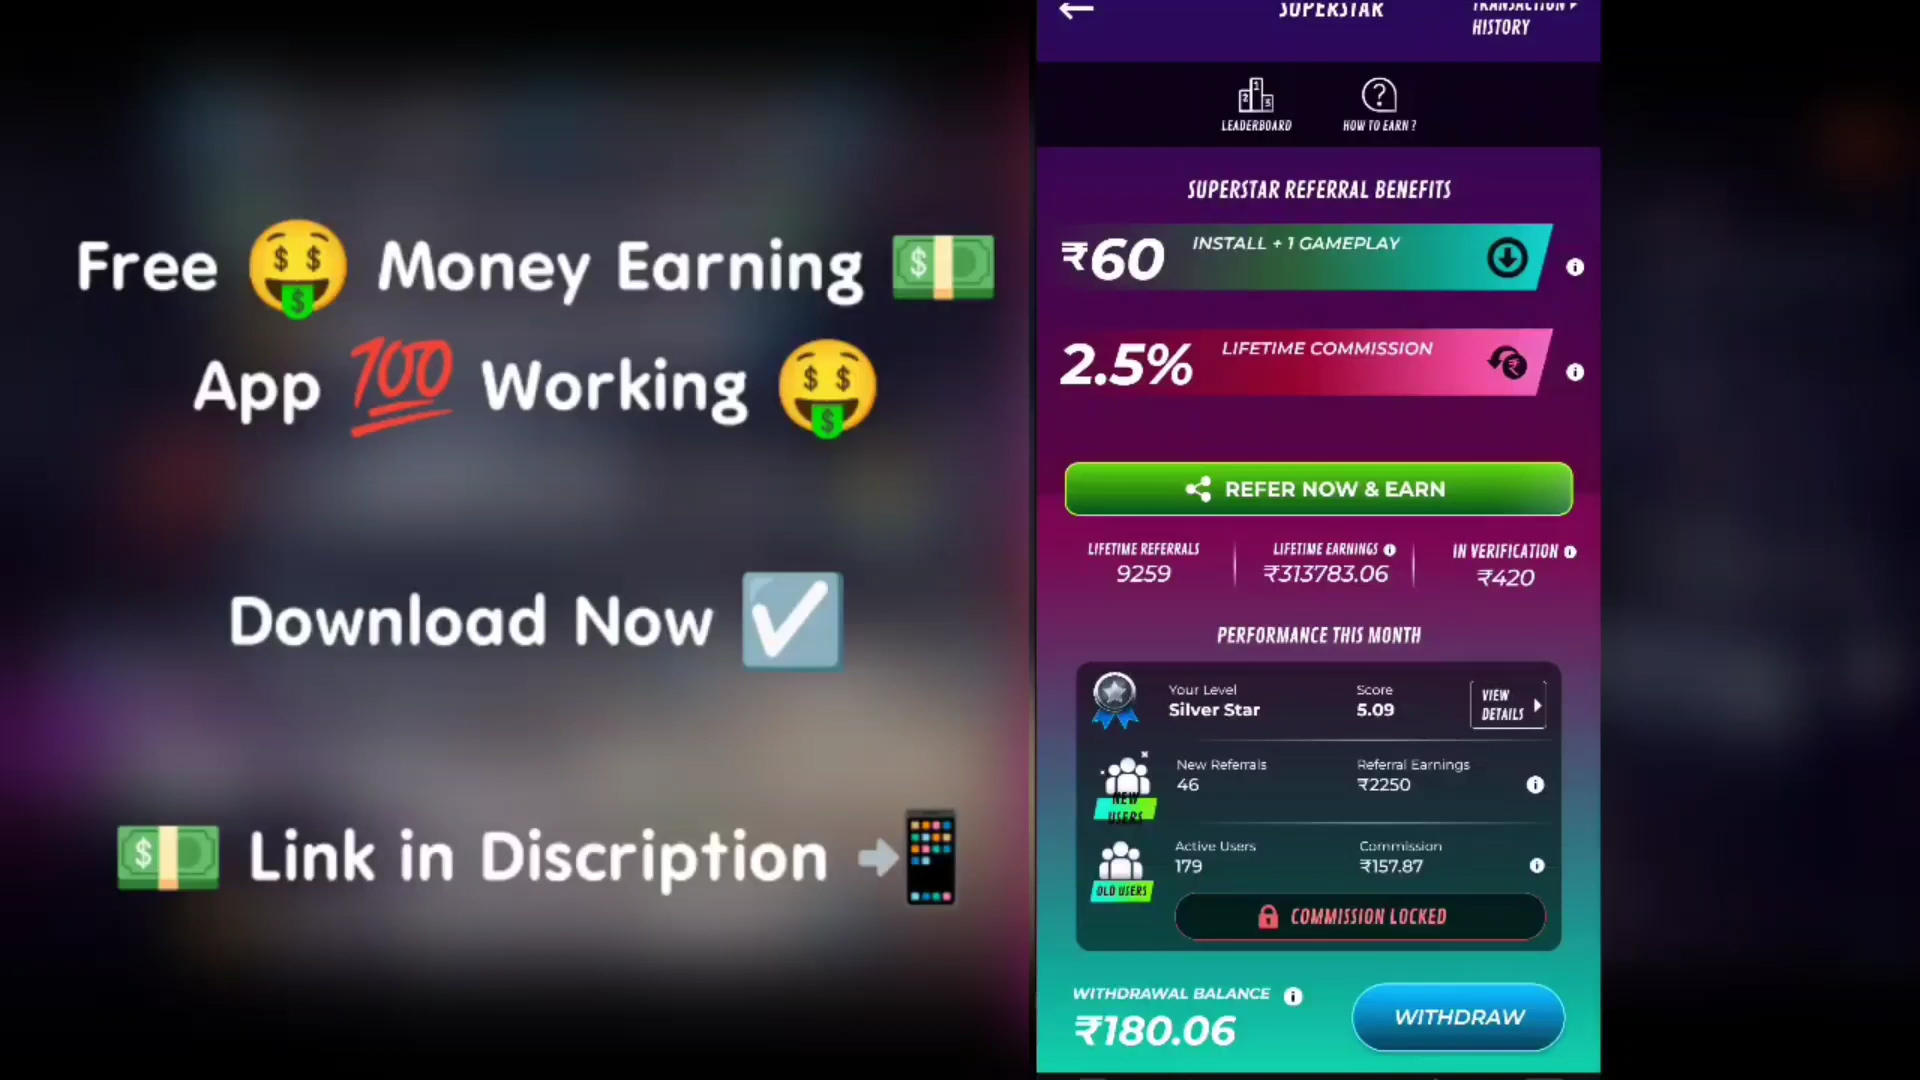 Free 🤑 Money Earning 💵
App 💯 Working 🤑
Download Now ☑️
💵 Link in Discription 📲
SUPERSTAR
TRANSACTION
HISTORY
LEADERBOARD
HOW TO EARN ?
SUPERSTAR REFERRAL BENEFITS
₹60 INSTALL + 1 GAMEPLAY
2.5% LIFETIME COMMISSION
REFER NOW & EARN
LIFETIME REFERRALS
9259
LIFETIME EARNINGS
₹313783.06
IN VERIFICATION
₹420
PERFORMANCE THIS MONTH
Your Level
Silver Star
Score
5.09
VIEW
DETAILS
NEW
USERS
New Referrals
46
Referral Earnings
₹2250
OLD USERS
Active Users
179
Commission
₹157.87
COMMISSION LOCKED
WITHDRAWAL BALANCE
₹180.06
WITHDRAW